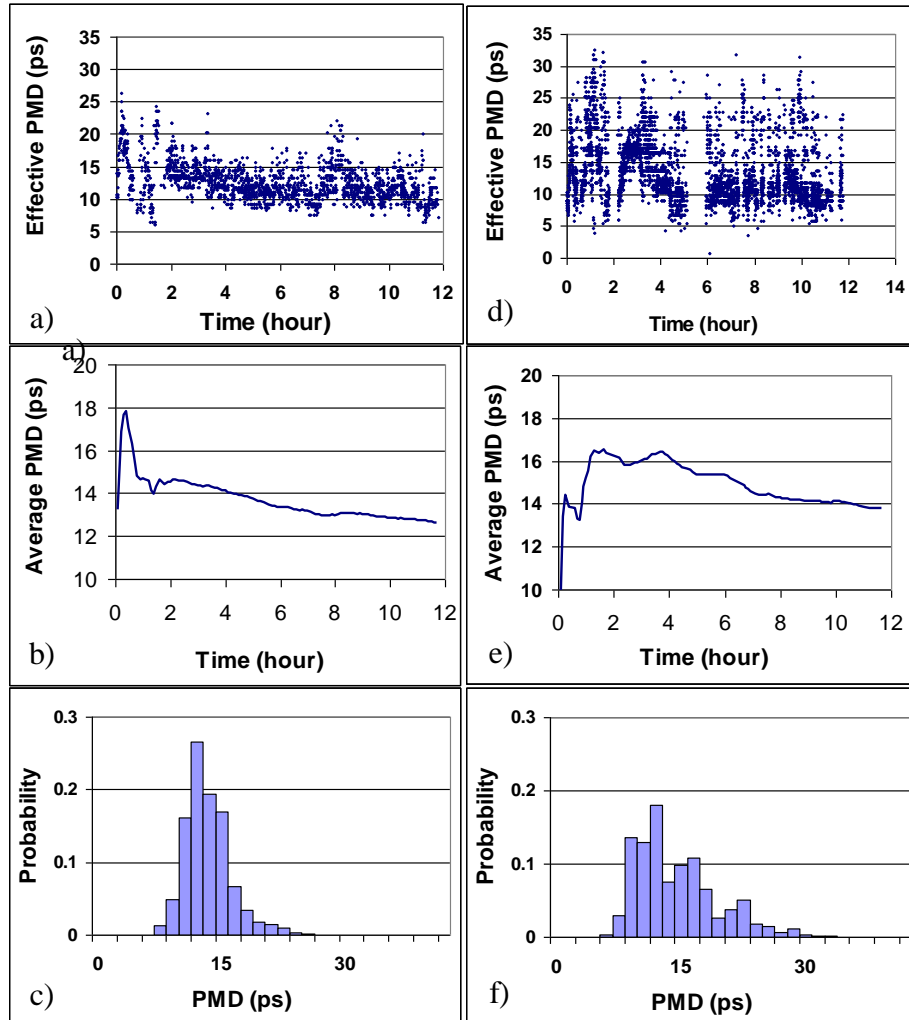 Effective PMD (ps)
35
30
25
20
15
10
5
0
0 2 4 6 8 10 12
Time (hour)
a)
a)
Average PMD (ps)
20
18
16
14
12
10
0 2 4 6 8 10 12
Time (hour)
b)
Probability
0.3
0.2
0.1
0
0 15 30
PMD (ps)
c)
Effective PMD (ps)
35
30
25
20
15
10
5
0
0 2 4 6 8 10 12 14
Time (hour)
d)
Average PMD (ps)
20
18
16
14
12
10
0 2 4 6 8 10 12
Time (hour)
e)
Probability
0.3
0.2
0.1
0
0 15 30
PMD (ps)
f)